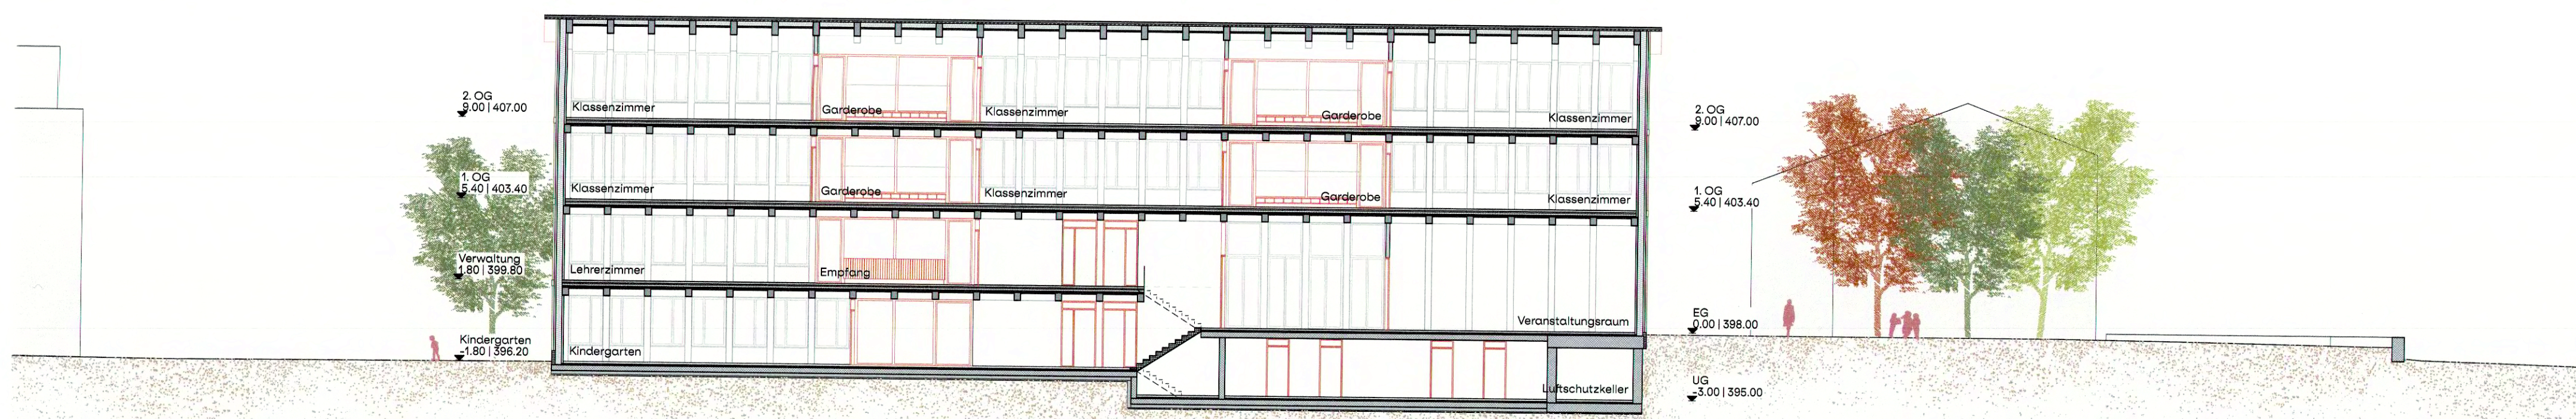 2. OG
9.00 | 407.00
Klassenzimmer
Garderobe
Klassenzimmer
Garderobe
Klassenzimmer
2. OG
9.00 | 407.00
1. OG
5.40 | 403.40
Klassenzimmer
Garderobe
Klassenzimmer
Garderobe
Klassenzimmer
1. OG
5.40 | 403.40
Verwaltung
1.80 | 399.80
Lehrerzimmer
Empfang
Veranstaltungsraum
EG
0.00 | 398.00
Kindergarten
-1.80 | 396.20
Kindergarten
Luftschutzkeller
UG
-3.00 | 395.00